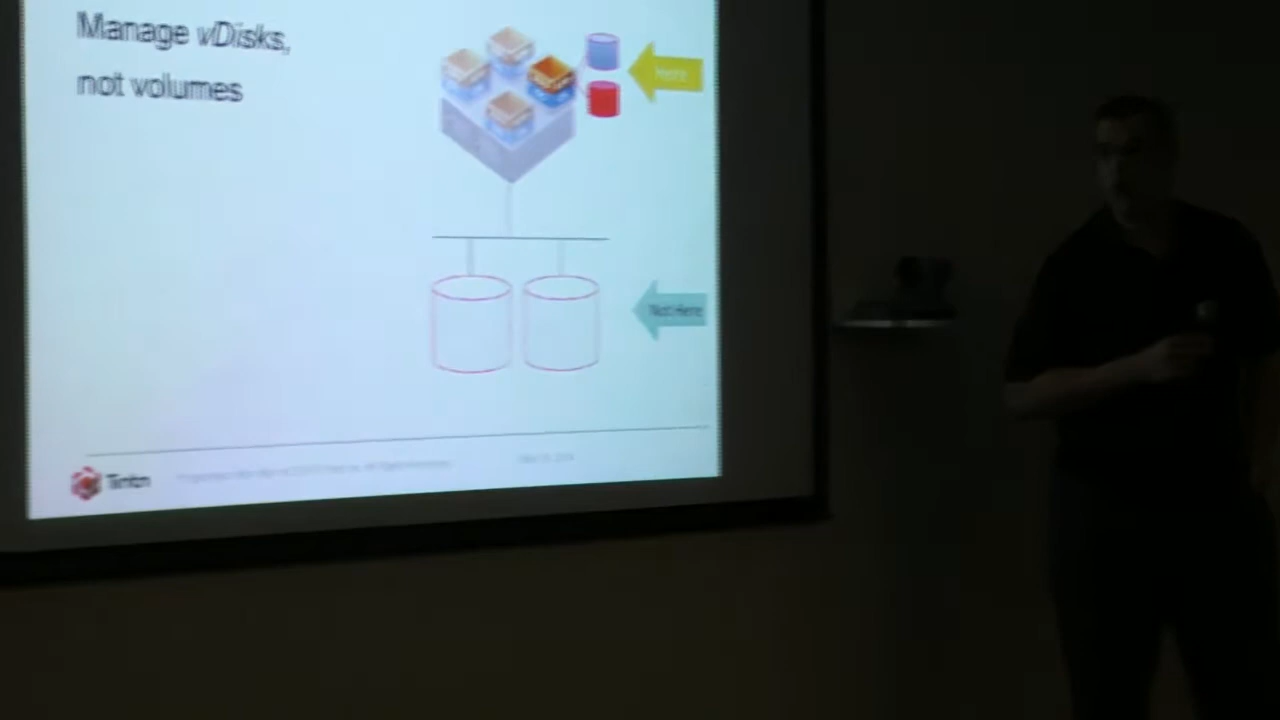 Manage vDisks,
not volumes
Here
Not Here
Tintri